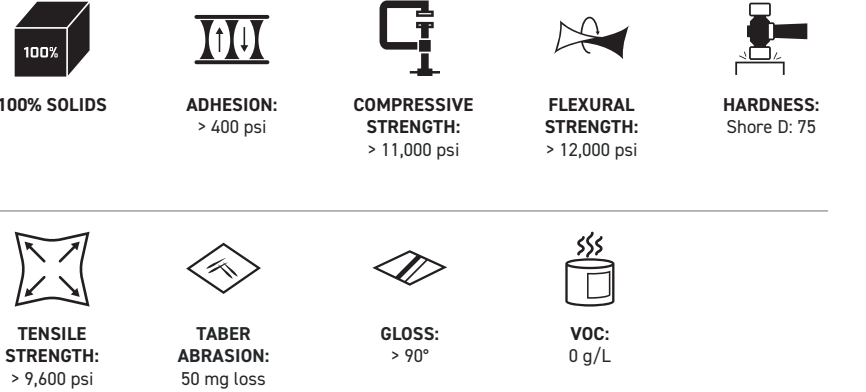 100%
100% SOLIDS
ADHESION:
> 400 psi
COMPRESSIVE
STRENGTH:
> 11,000 psi
FLEXURAL
STRENGTH:
> 12,000 psi
HARDNESS:
Shore D: 75
TENSILE
STRENGTH:
> 9,600 psi
TABER
ABRASION:
50 mg loss
GLOSS:
> 90°
VOC:
0 g/L